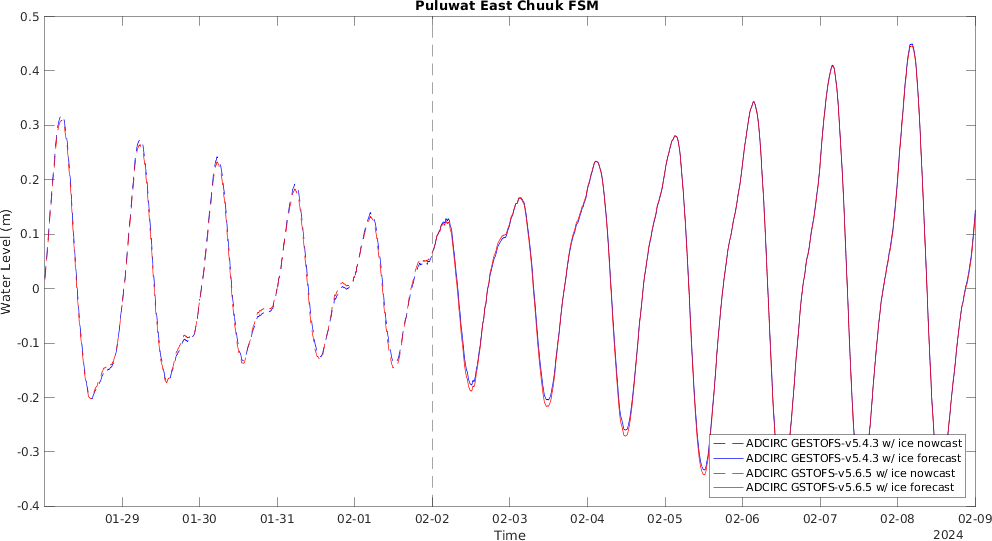 Puluwat East Chuuk FSM
0.5
0.4
0.3
0.2
0.1
0
-0.1
-0.2
-0.3
-0.4
Water Level (m)
ADCIRC GESTOFS-v5.4.3 w/ ice nowcast
ADCIRC GESTOFS-v5.4.3 w/ ice forecast
ADCIRC GSTOFS-v5.6.5 w/ ice nowcast
ADCIRC GSTOFS-v5.6.5 w/ ice forecast
01-29 01-30 01-31 02-01 02-02 02-03 02-04 02-05 02-06 02-07 02-08 02-09
Time
2024